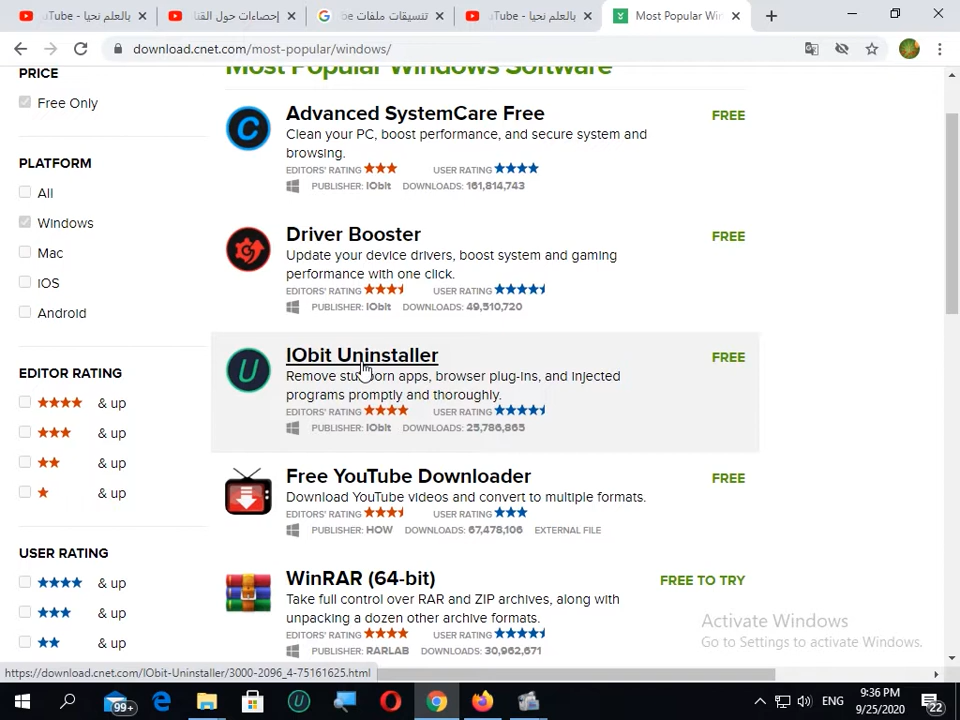 بالعلم نحيا - uTube
إحصاءات حول القنا
تنسيقات ملفات ube
بالعلم نحيا - uTube
Most Popular Win
download.cnet.com/most-popular/windows/
PRICE
Free Only
PLATFORM
All
Windows
Mac
IOS
Android
EDITOR RATING
& up
& up
& up
& up
USER RATING
& up
& up
& up
Most Popular Windows Software
Advanced SystemCare Free
FREE
Clean your PC, boost performance, and secure system and
browsing.
EDITORS' RATING USER RATING
PUBLISHER: IObit DOWNLOADS: 161,814,743
Driver Booster
FREE
Update your device drivers, boost system and gaming
performance with one click.
EDITORS' RATING USER RATING
PUBLISHER: IObit DOWNLOADS: 49,510,720
IObit Uninstaller
FREE
Remove stubborn apps, browser plug-ins, and injected
programs promptly and thoroughly.
EDITORS' RATING USER RATING
PUBLISHER: IObit DOWNLOADS: 25,786,865
Free YouTube Downloader
FREE
Download YouTube videos and convert to multiple formats.
EDITORS' RATING USER RATING
PUBLISHER: HOW DOWNLOADS: 67,478,106 EXTERNAL FILE
WinRAR (64-bit)
FREE TO TRY
Take full control over RAR and ZIP archives, along with
unpacking a dozen other archive formats.
EDITORS' RATING USER RATING
PUBLISHER: RARLAB DOWNLOADS: 30,962,671
Activate Windows
Go to Settings to activate Windows.
https://download.cnet.com/IObit-Uninstaller/3000-2096_4-75161625.html
99+
ENG
9:36 PM
9/25/2020
22